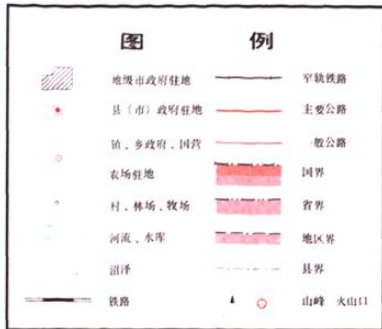 图 例
地级市政府驻地 窄轨铁路
县（市）政府驻地 主要公路
镇、乡政府、国营 一般公路
农场驻地 国界
村、林场、牧场 省界
河流、水库 地区界
沼泽 县界
铁路 山峰 火山口